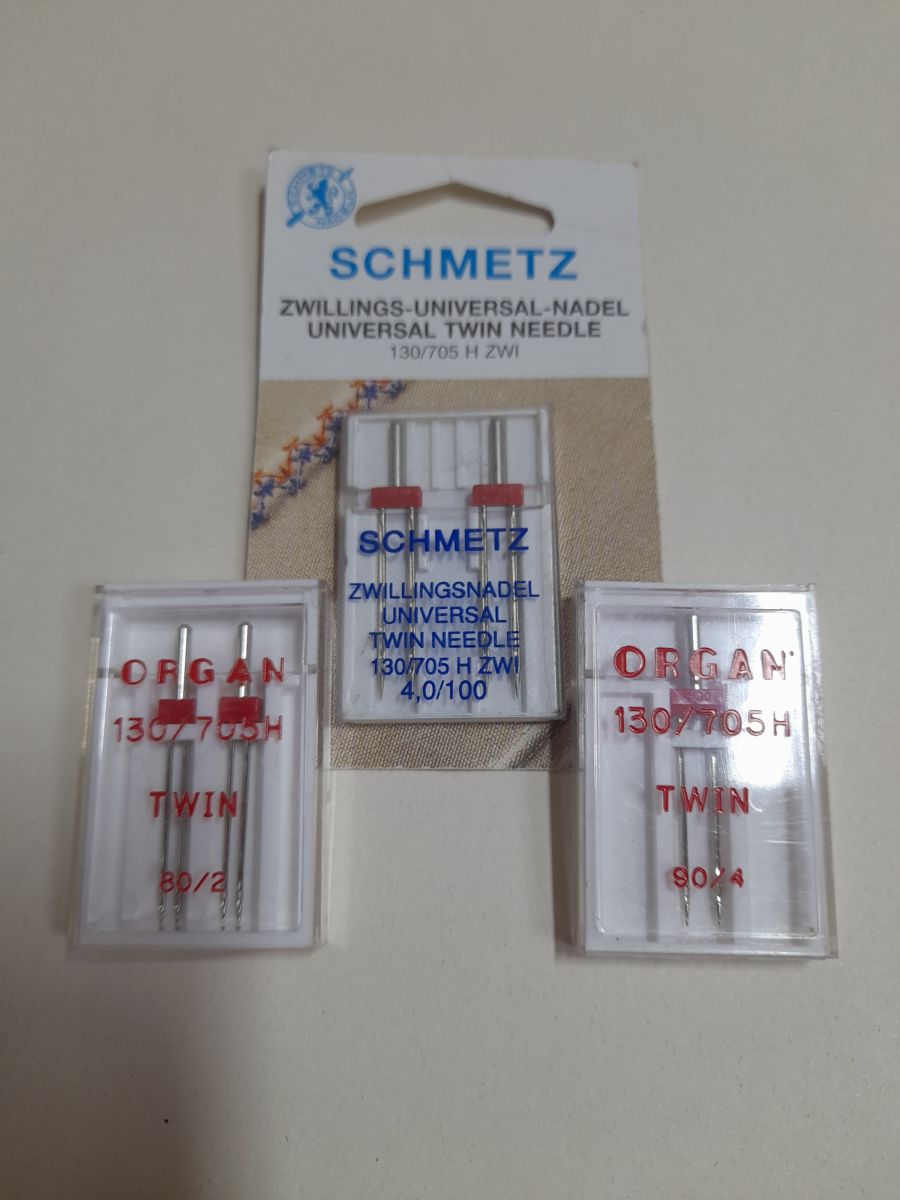 SCHMETZ
ZWILLINGS-UNIVERSAL-NADEL
UNIVERSAL TWIN NEEDLE
130/705 H ZWI
SCHMETZ
ZWILLINGSNADEL
UNIVERSAL
TWIN NEEDLE
130/705 H ZWI
4,0/100
ORGAN
130/705H
TWIN
80/2
ORGAN
130/705H
TWIN
80/4